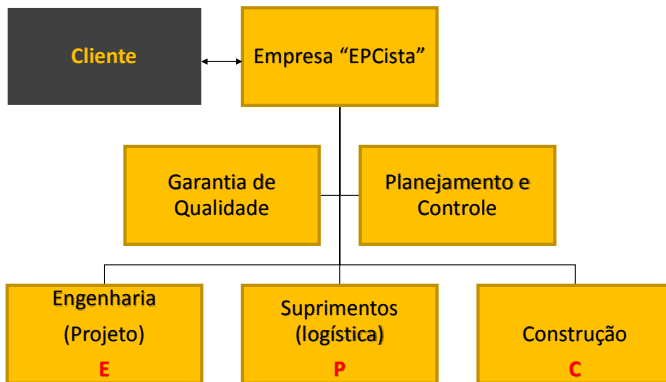 Cliente
Empresa “EPCista”
Garantia de
Qualidade
Planejamento e
Controle
Engenharia
(Projeto)
E
Suprimentos
(logística)
P
Construção
C